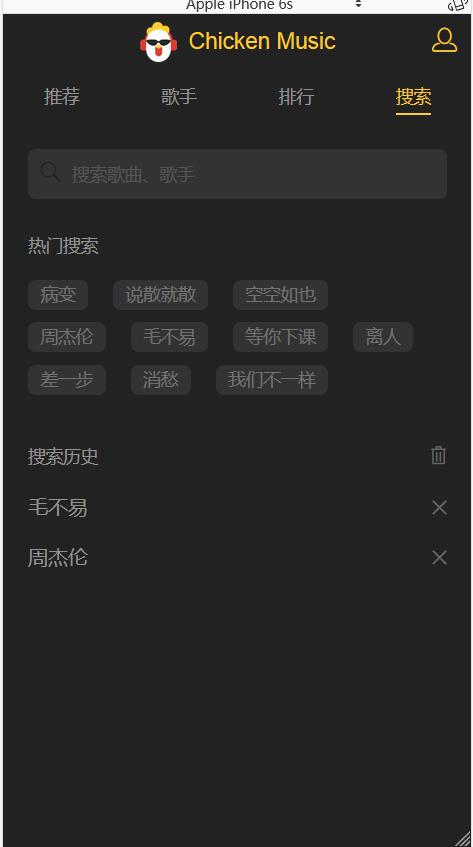 Apple iPhone 6s
Chicken Music
推荐 歌手 排行 搜索
搜索歌曲、歌手
热门搜索
病变 说散就散 空空如也
周杰伦 毛不易 等你下课 离人
差一步 消愁 我们不一样
搜索历史
毛不易
周杰伦